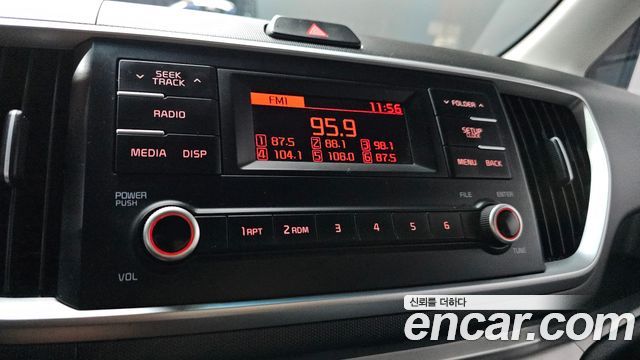 SEEK
TRACK
RADIO
MEDIA DISP
FM1 11:56
95.9
1 87.5 2 88.1 3 98.1
4 104.1 5 108.0 6 87.5
FOLDER
SETUP
CLOCK
MENU BACK
POWER
PUSH
VOL
1 RPT 2 RDM 3 4 5 6
FILE ENTER
TUNE
신뢰를 더하다
encar.com